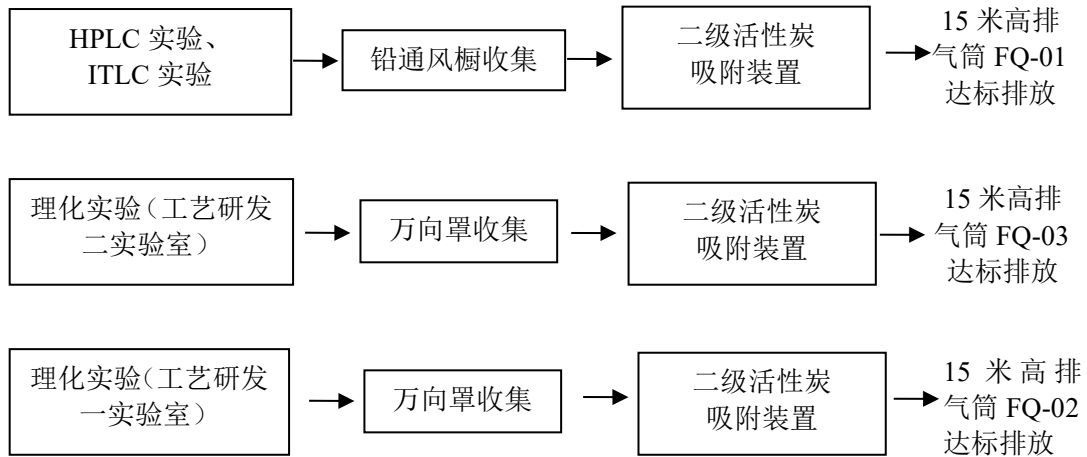 HPLC 实验、
ITLC 实验
铅通风橱收集
二级活性炭
吸附装置
15 米高排
气筒 FQ-01
达标排放
理化实验（工艺研发
二实验室）
万向罩收集
二级活性炭
吸附装置
15 米高排
气筒 FQ-03
达标排放
理化实验（工艺研发
一实验室）
万向罩收集
二级活性炭
吸附装置
15 米高排
气筒 FQ-02
达标排放